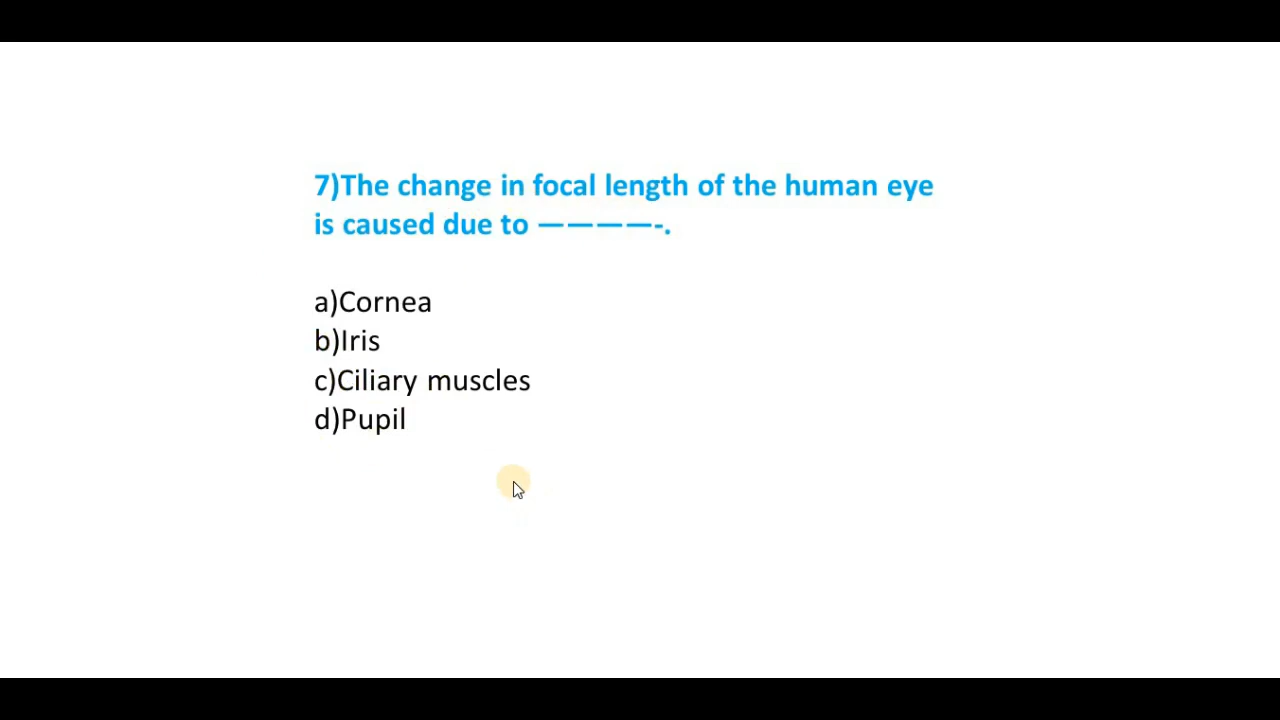 7)The change in focal length of the human eye
is caused due to ————-.
a)Cornea
b)Iris
c)Ciliary muscles
d)Pupil